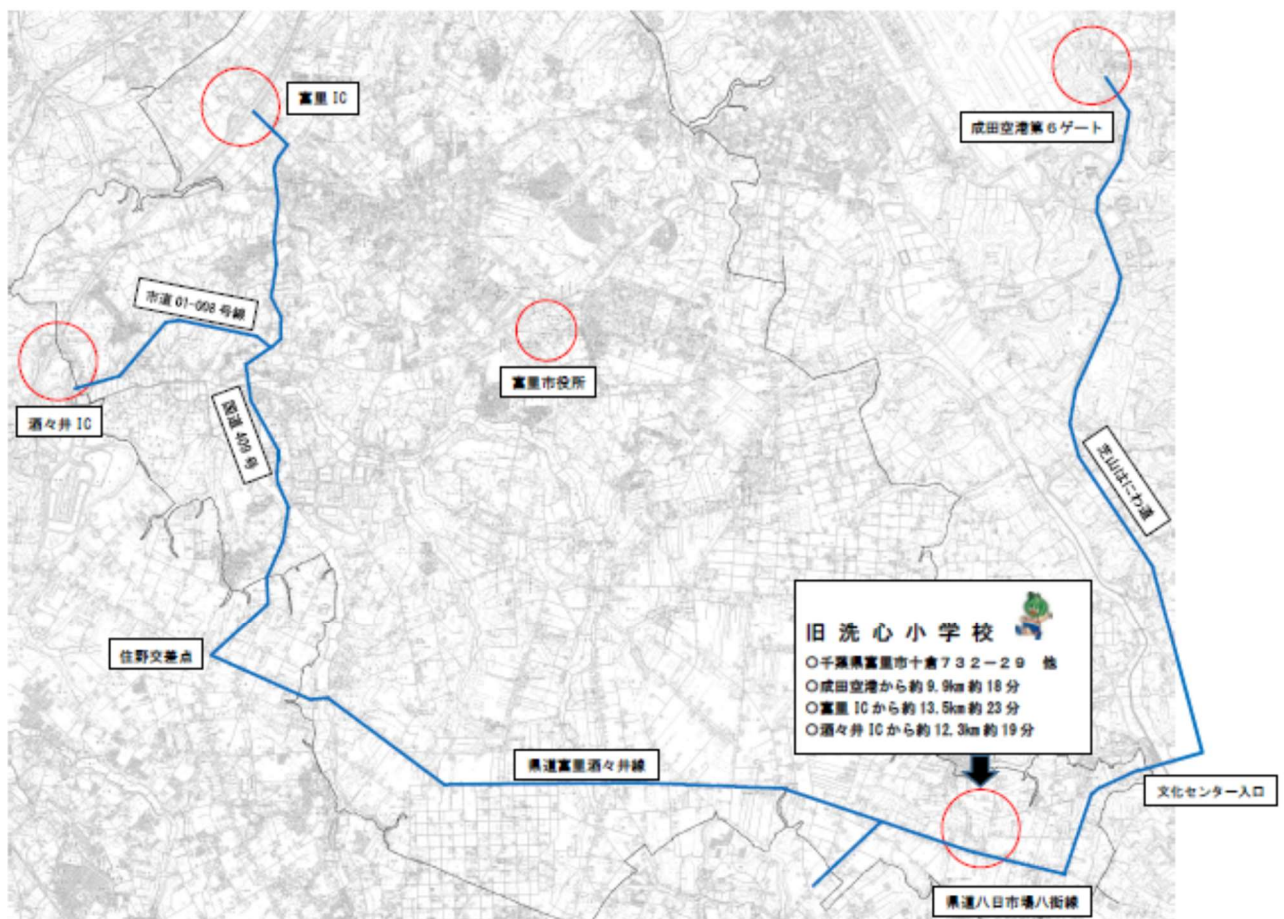 富里 IC
成田空港第６ゲート
市道 01-008 号線
富里市役所
酒々井 IC
国道 409 号
芝山はにわ道
旧洗心小学校
○千葉県富里市十倉７３２－２９　他
○成田空港から約 9.9km 約 18 分
○富里 IC から約 13.5km 約 23 分
○酒々井 IC から約 12.3km 約 19 分
住野交差点
県道富里酒々井線
文化センター入口
県道八日市場八街線